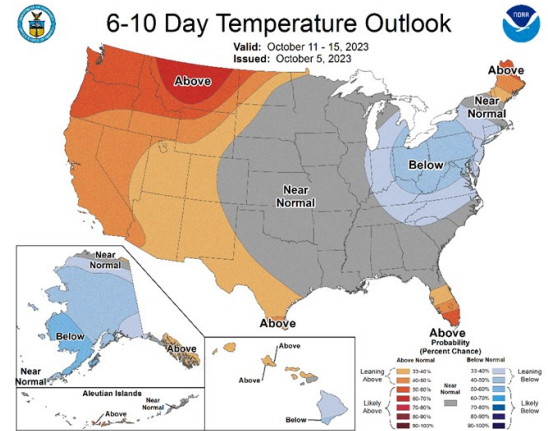 6-10 Day Temperature Outlook
Valid: October 11 - 15, 2023
Issued: October 5, 2023
NOAA
Above
Above
Near
Normal
Below
Near
Normal
Above
Above
Near
Normal
Below
Above
Near
Normal
Aleutian Islands
Above
Near
Normal
Above
Above
Below
Probability
(Percent Chance)
Above Normal
Below Normal
Leaning
Above
33-40%
40-50%
Likely
Above
50-60%
60-70%
70-80%
80-90%
90-100%
Near
Normal
33-40%
40-50%
Leaning
Below
50-60%
60-70%
70-80%
80-90%
90-100%
Likely
Below